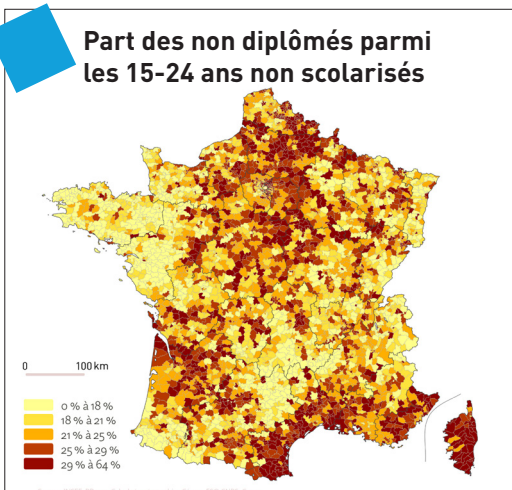 Part des non diplômés parmi
les 15-24 ans non scolarisés
0 100 km
0 % à 18 %
18 % à 21 %
21 % à 25 %
25 % à 29 %
29 % à 64 %